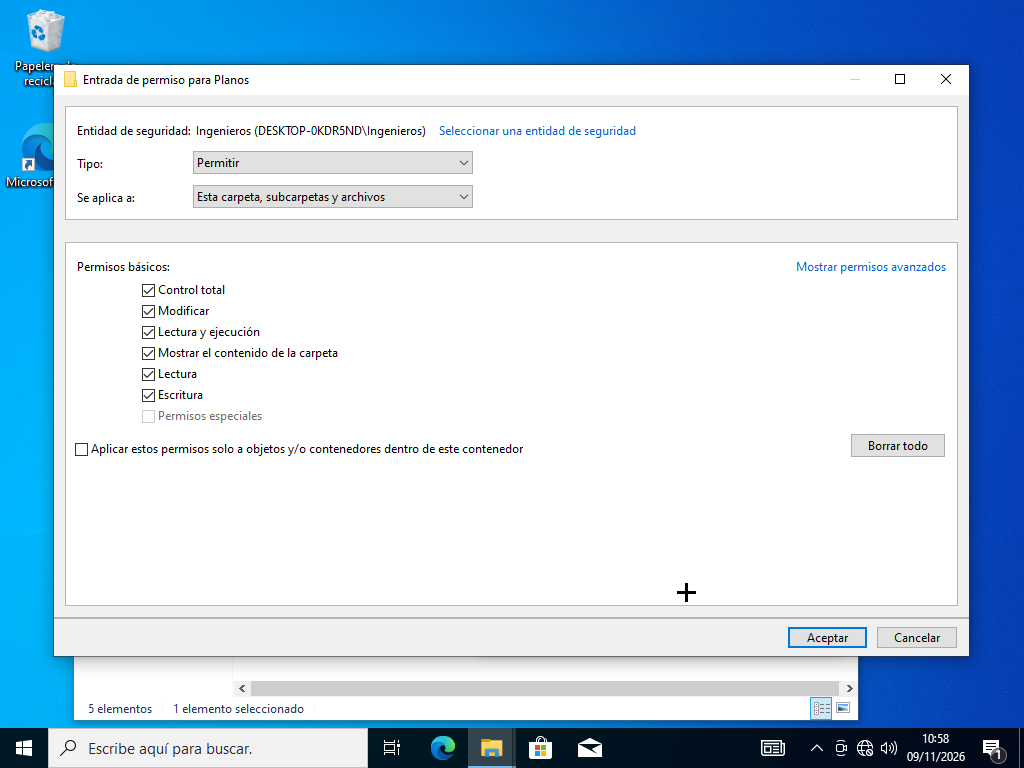 Papelera de
recicl
Microsof
Entrada de permiso para Planos
Entidad de seguridad: Ingenieros (DESKTOP-0KDR5ND\Ingenieros) Seleccionar una entidad de seguridad
Tipo: Permitir
Se aplica a: Esta carpeta, subcarpetas y archivos
Permisos básicos: Mostrar permisos avanzados
Control total
Modificar
Lectura y ejecución
Mostrar el contenido de la carpeta
Lectura
Escritura
Permisos especiales
Aplicar estos permisos solo a objetos y/o contenedores dentro de este contenedor
Borrar todo
Aceptar Cancelar
5 elementos 1 elemento seleccionado
Escribe aquí para buscar.
10:58
09/11/2026
1